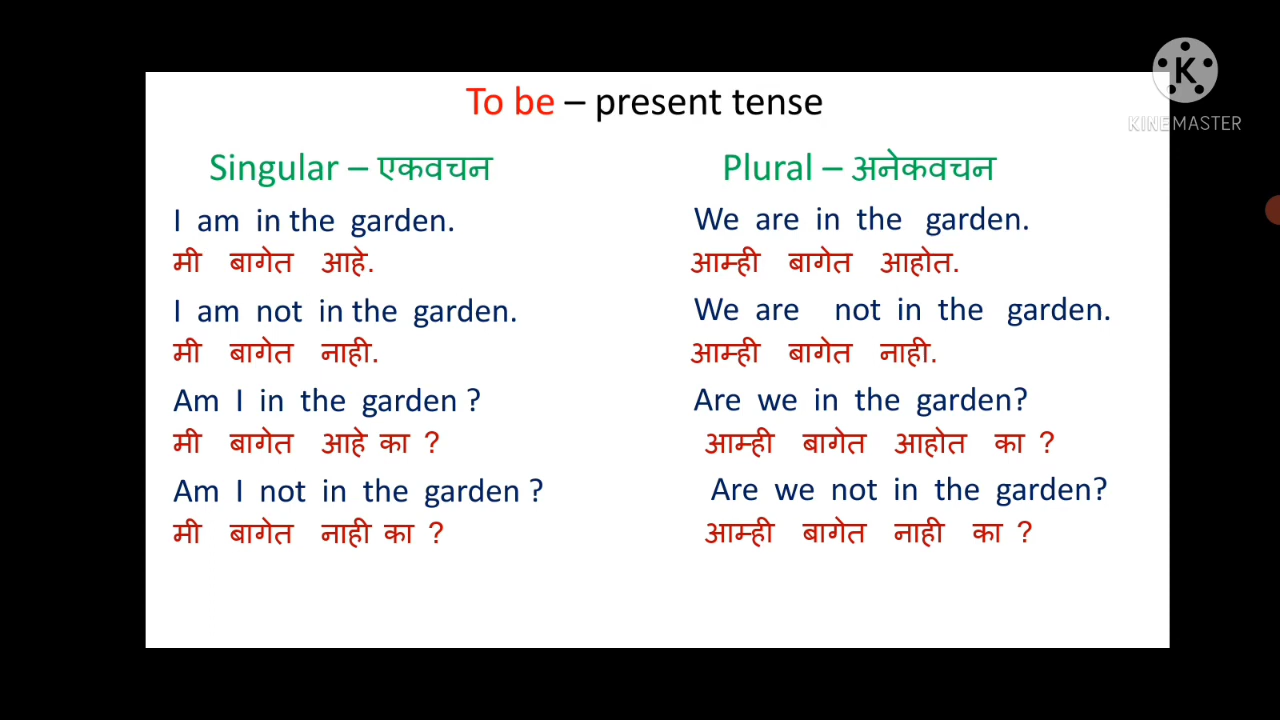 To be – present tense
Singular – एकवचन
I am in the garden.
मी बागेत आहे.
I am not in the garden.
मी बागेत नाही.
Am I in the garden ?
मी बागेत आहे का ?
Am I not in the garden ?
मी बागेत नाही का ?
Plural – अनेकवचन
We are in the garden.
आम्ही बागेत आहोत.
We are not in the garden.
आम्ही बागेत नाही.
Are we in the garden?
आम्ही बागेत आहोत का ?
Are we not in the garden?
आम्ही बागेत नाही का ?
K
KINEMASTER